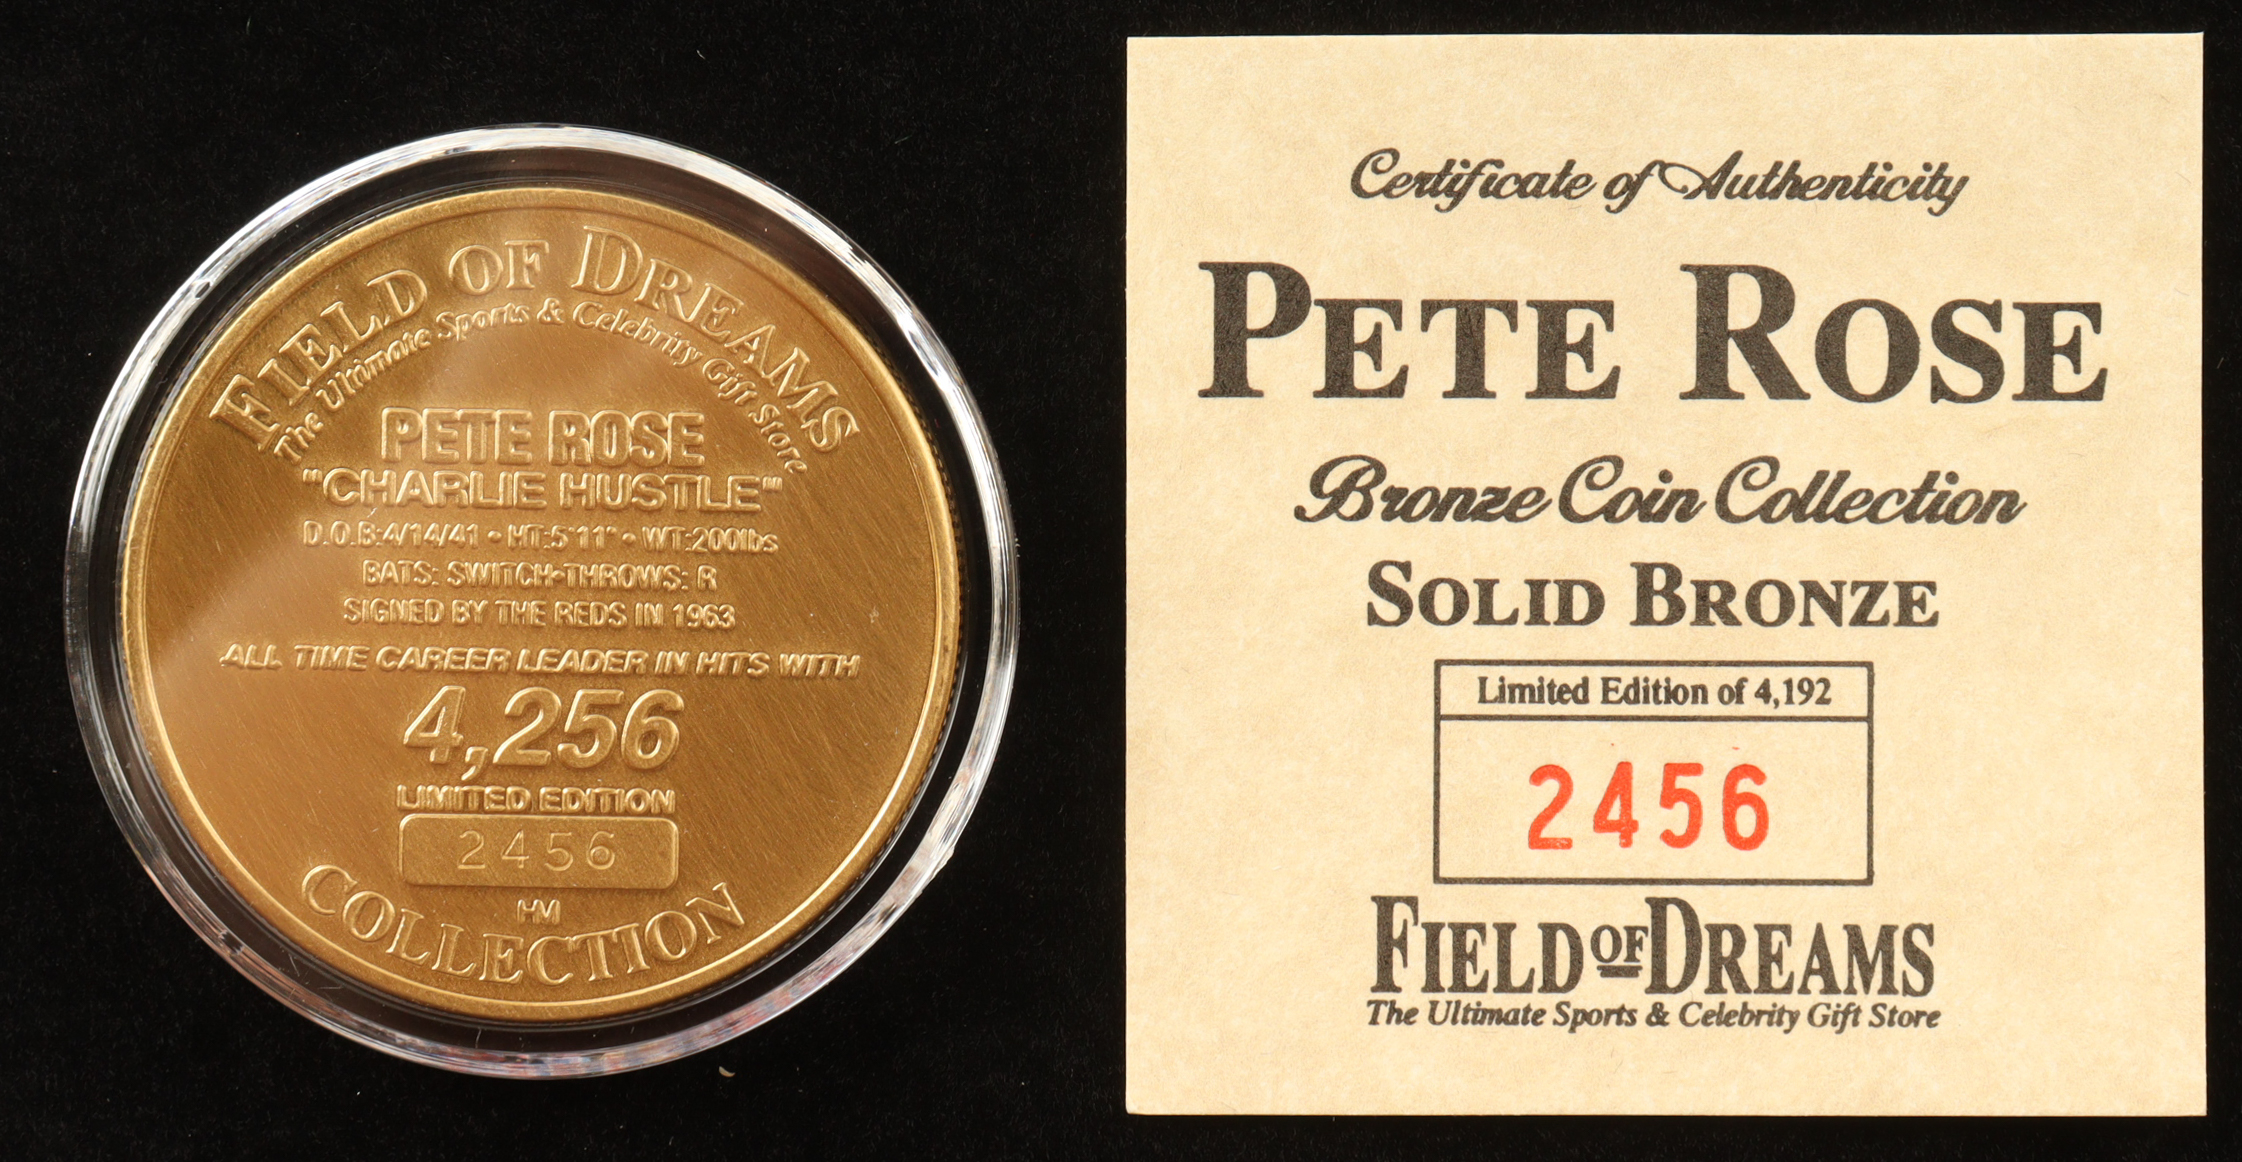 FIELD OF DREAMS
The Ultimate Sports & Celebrity Gift Store
PETE ROSE
"CHARLIE HUSTLE"
D.O.B:4/14/41 • HT:5'11" • WT:200lbs
BATS: SWITCH•THROWS: R
SIGNED BY THE REDS IN 1963
ALL TIME CAREER LEADER IN HITS WITH
4,256
LIMITED EDITION
2456
HM
COLLECTION
Certificate of Authenticity
PETE ROSE
Bronze Coin Collection
SOLID BRONZE
Limited Edition of 4,192
2456
FIELD OF DREAMS
The Ultimate Sports & Celebrity Gift Store